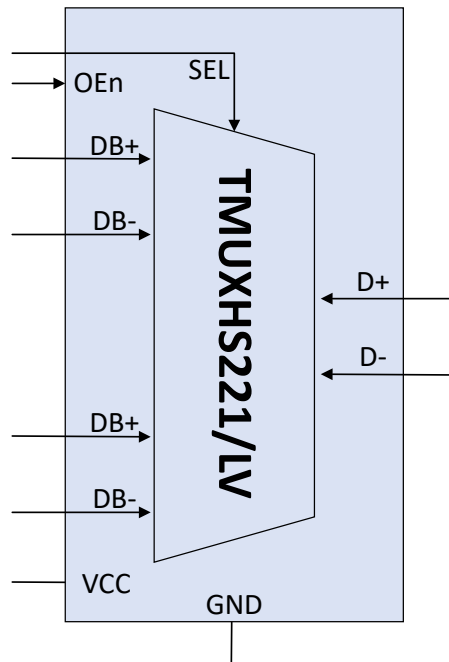 SEL
OEn
DB+
DB-
TMUXHS221/LV
D+
D-
DB+
DB-
VCC
GND